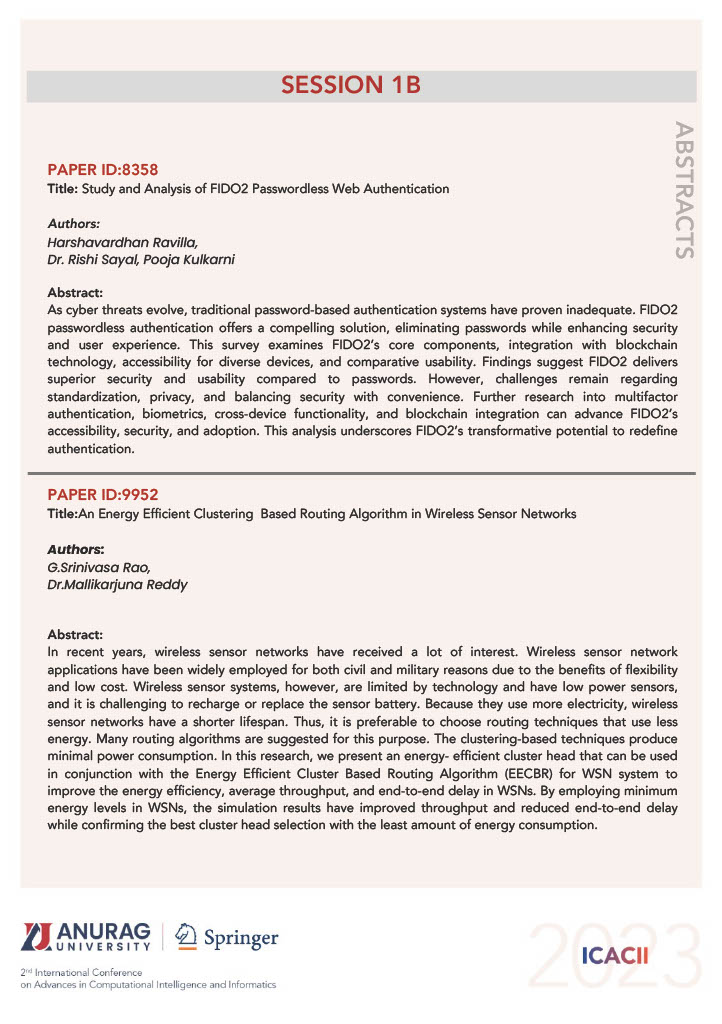 SESSION 1B
ABSTRACTS
PAPER ID:8358
Title: Study and Analysis of FIDO2 Passwordless Web Authentication
Authors:
Harshavardhan Ravilla,
Dr. Rishi Sayal, Pooja Kulkarni
Abstract:
As cyber threats evolve, traditional password-based authentication systems have proven inadequate. FIDO2
passwordless authentication offers a compelling solution, eliminating passwords while enhancing security
and user experience. This survey examines FIDO2's core components, integration with blockchain
technology, accessibility for diverse devices, and comparative usability. Findings suggest FIDO2 delivers
superior security and usability compared to passwords. However, challenges remain regarding
standardization, privacy, and balancing security with convenience. Further research into multifactor
authentication, biometrics, cross-device functionality, and blockchain integration can advance FIDO2's
accessibility, security, and adoption. This analysis underscores FIDO2's transformative potential to redefine
authentication.
PAPER ID:9952
Title:An Energy Efficient Clustering  Based Routing Algorithm in Wireless Sensor Networks
Authors:
G.Srinivasa Rao,
Dr.Mallikarjuna Reddy
Abstract:
In recent years, wireless sensor networks have received a lot of interest. Wireless sensor network
applications have been widely employed for both civil and military reasons due to the benefits of flexibility
and low cost. Wireless sensor systems, however, are limited by technology and have low power sensors,
and it is challenging to recharge or replace the sensor battery. Because they use more electricity, wireless
sensor networks have a shorter lifespan. Thus, it is preferable to choose routing techniques that use less
energy. Many routing algorithms are suggested for this purpose. The clustering-based techniques produce
minimal power consumption. In this research, we present an energy- efficient cluster head that can be used
in conjunction with the Energy Efficient Cluster Based Routing Algorithm (EECBR) for WSN system to
improve the energy efficiency, average throughput, and end-to-end delay in WSNs. By employing minimum
energy levels in WSNs, the simulation results have improved throughput and reduced end-to-end delay
while confirming the best cluster head selection with the least amount of energy consumption.
ANURAG
UNIVERSITY
Springer
2nd International Conference
on Advances in Computational Intelligence and Informatics
2023
ICACII